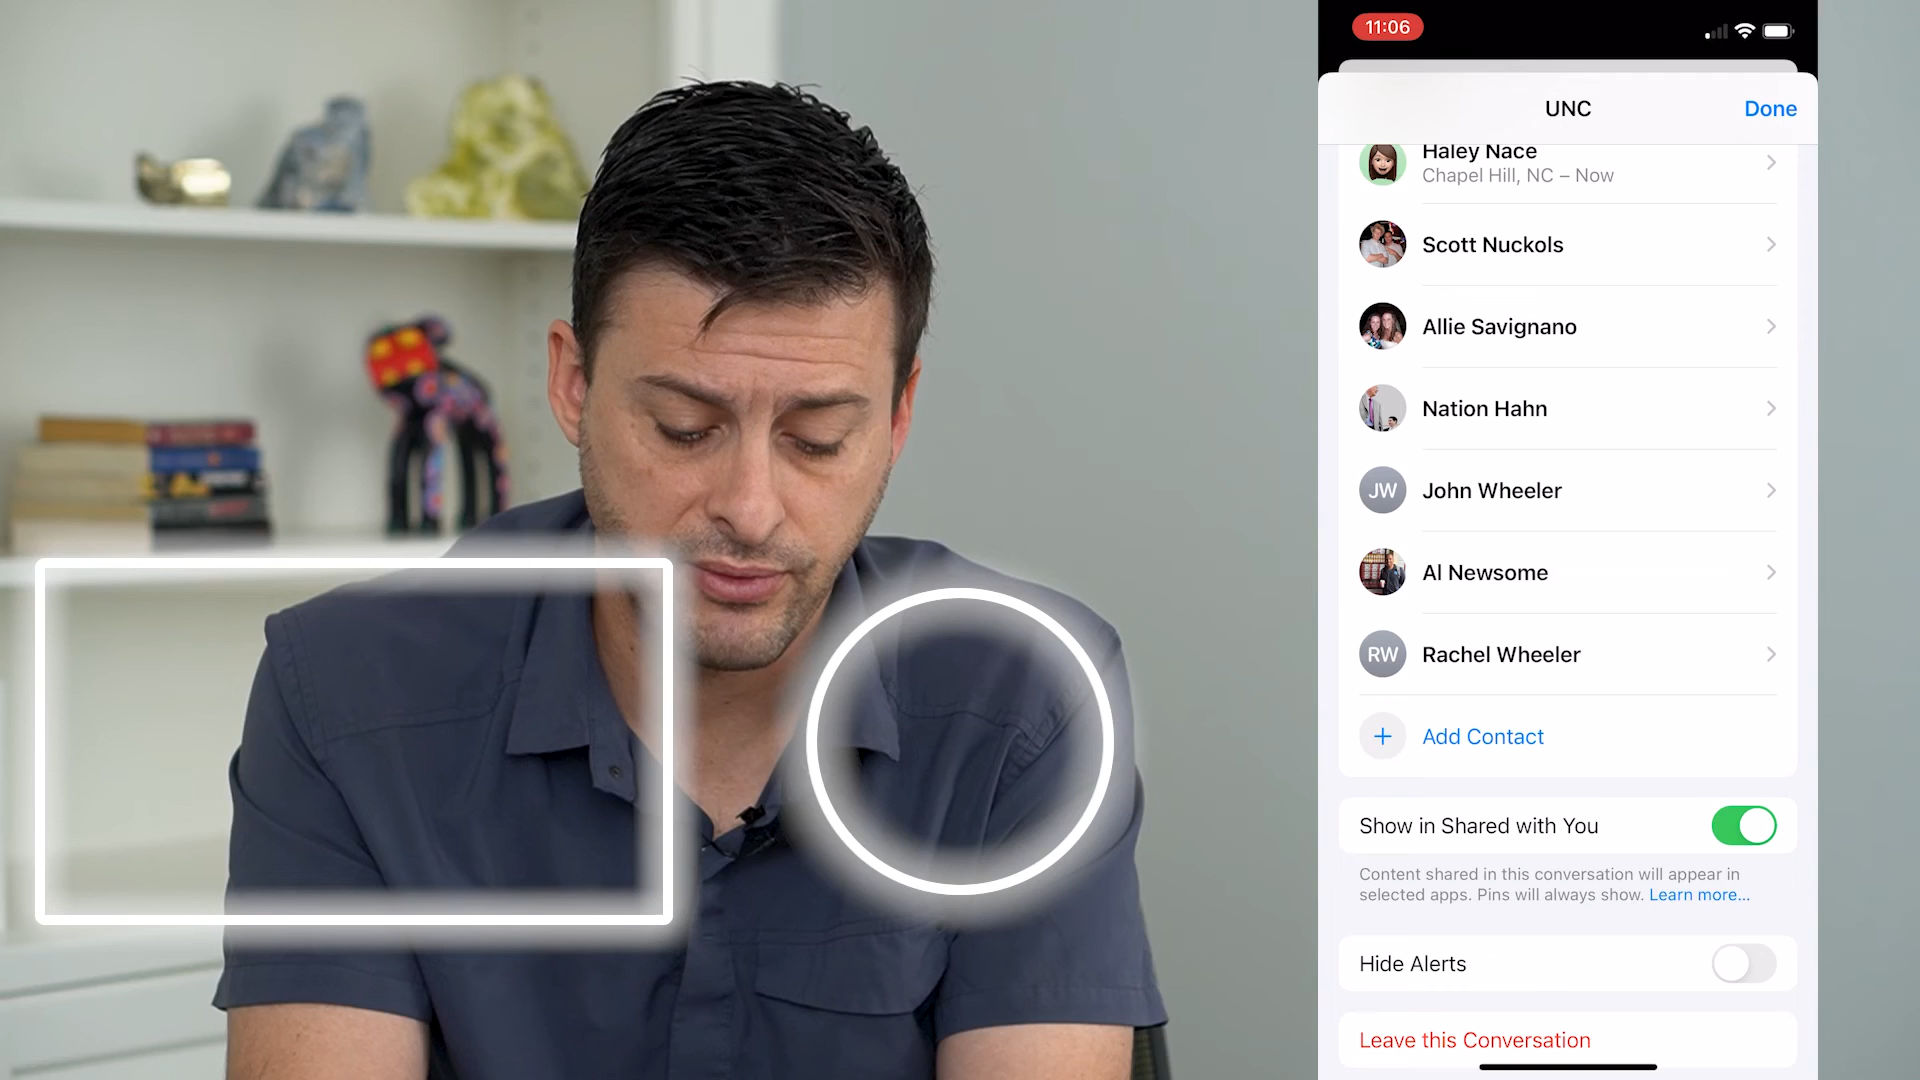 11:06
UNC
Done
Haley Nace
Chapel Hill, NC – Now
Scott Nuckols
Allie Savignano
Nation Hahn
JW
John Wheeler
Al Newsome
RW
Rachel Wheeler
+ Add Contact
Show in Shared with You
Content shared in this conversation will appear in
selected apps. Pins will always show. Learn more...
Hide Alerts
Leave this Conversation